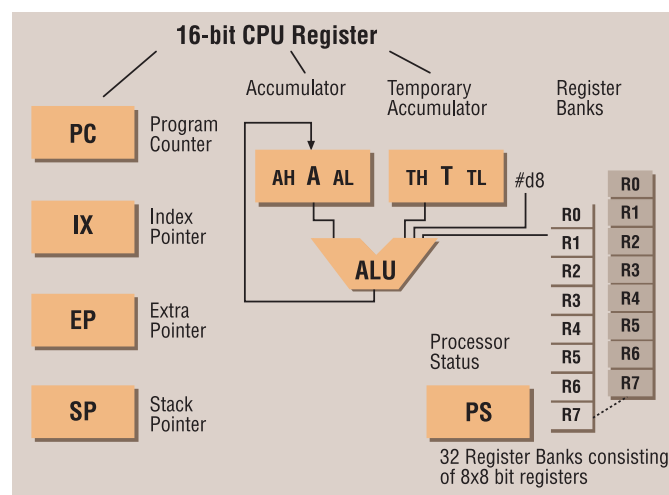 16-bit CPU Register
Accumulator
Temporary
Accumulator
Register
Banks
PC
Program
Counter
AH A AL
TH T TL
#d8
IX
Index
Pointer
ALU
EP
Extra
Pointer
SP
Stack
Pointer
Processor
Status
PS
R0
R1
R2
R3
R4
R5
R6
R7
R0
R1
R2
R3
R4
R5
R6
R7
32 Register Banks consisting
of 8x8 bit registers